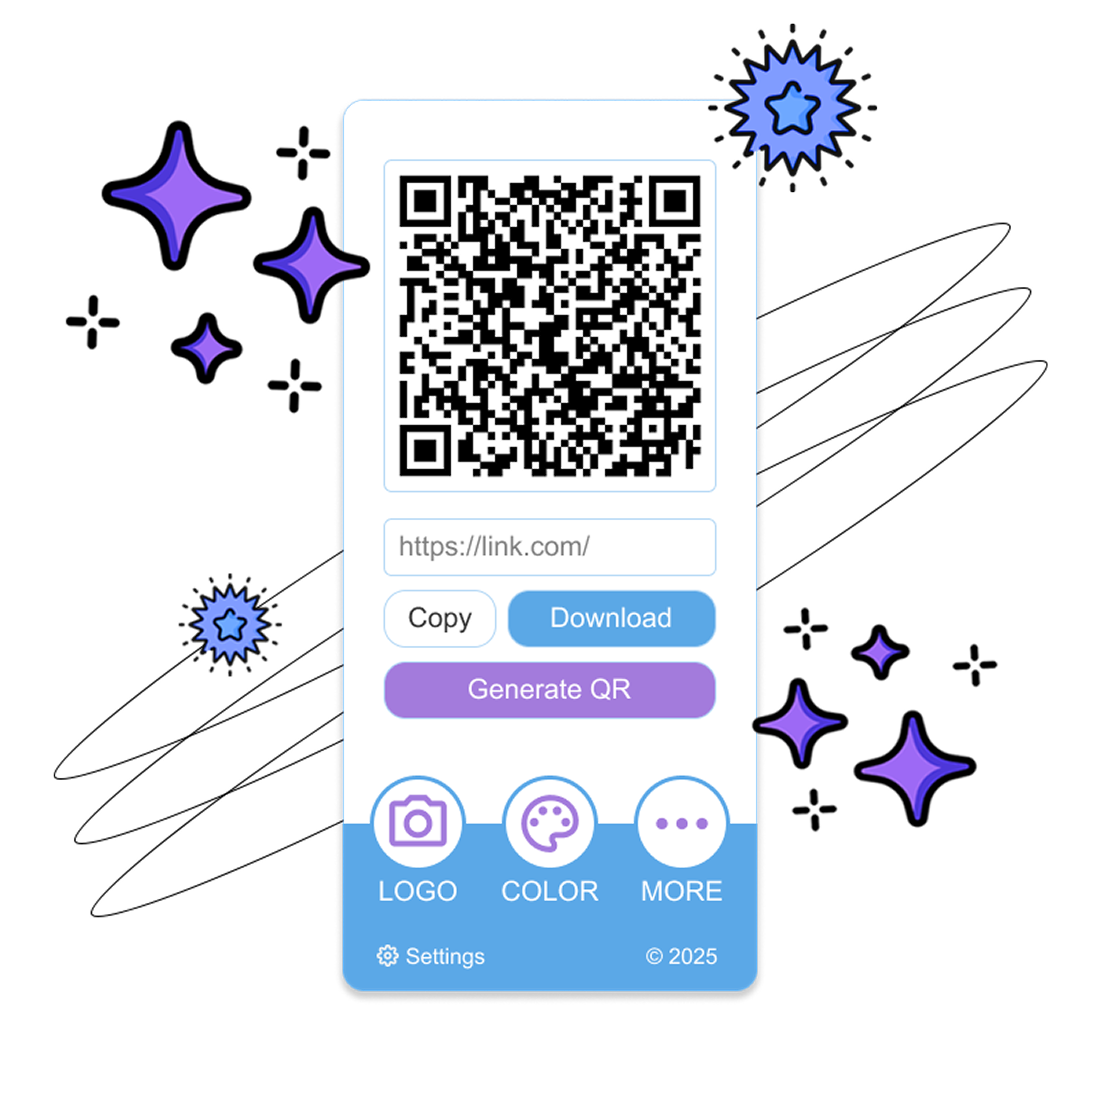 https://link.com/
Copy Download
Generate QR
LOGO COLOR MORE
Settings © 2025